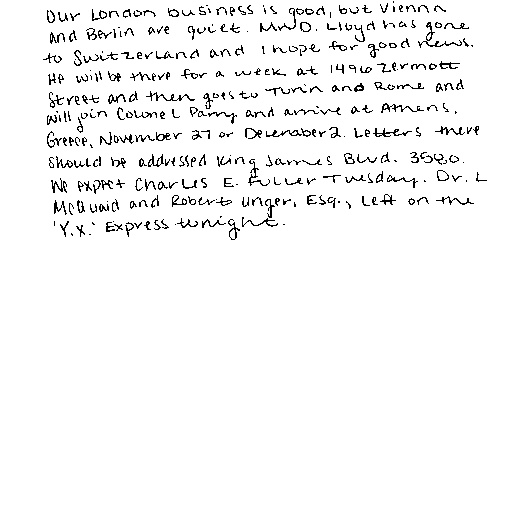 Our London business is good, but Vienna
and Berlin are quiet. Mr. D. Lloyd has gone
to Switzerland and I hope for good news.
He will be there for a week at 1496 Zermott
Street and then goes to Turin and Rome and
will join Colonel Parry and arrive at Athens,
Greece, November 27 or December 2. Letters there
should be addressed King James Blvd. 3580.
We expect Charles E. Fuller Tuesday. Dr. L
McQuaid and Robert Unger, Esq., left on the
'Y.X.' Express tonight.